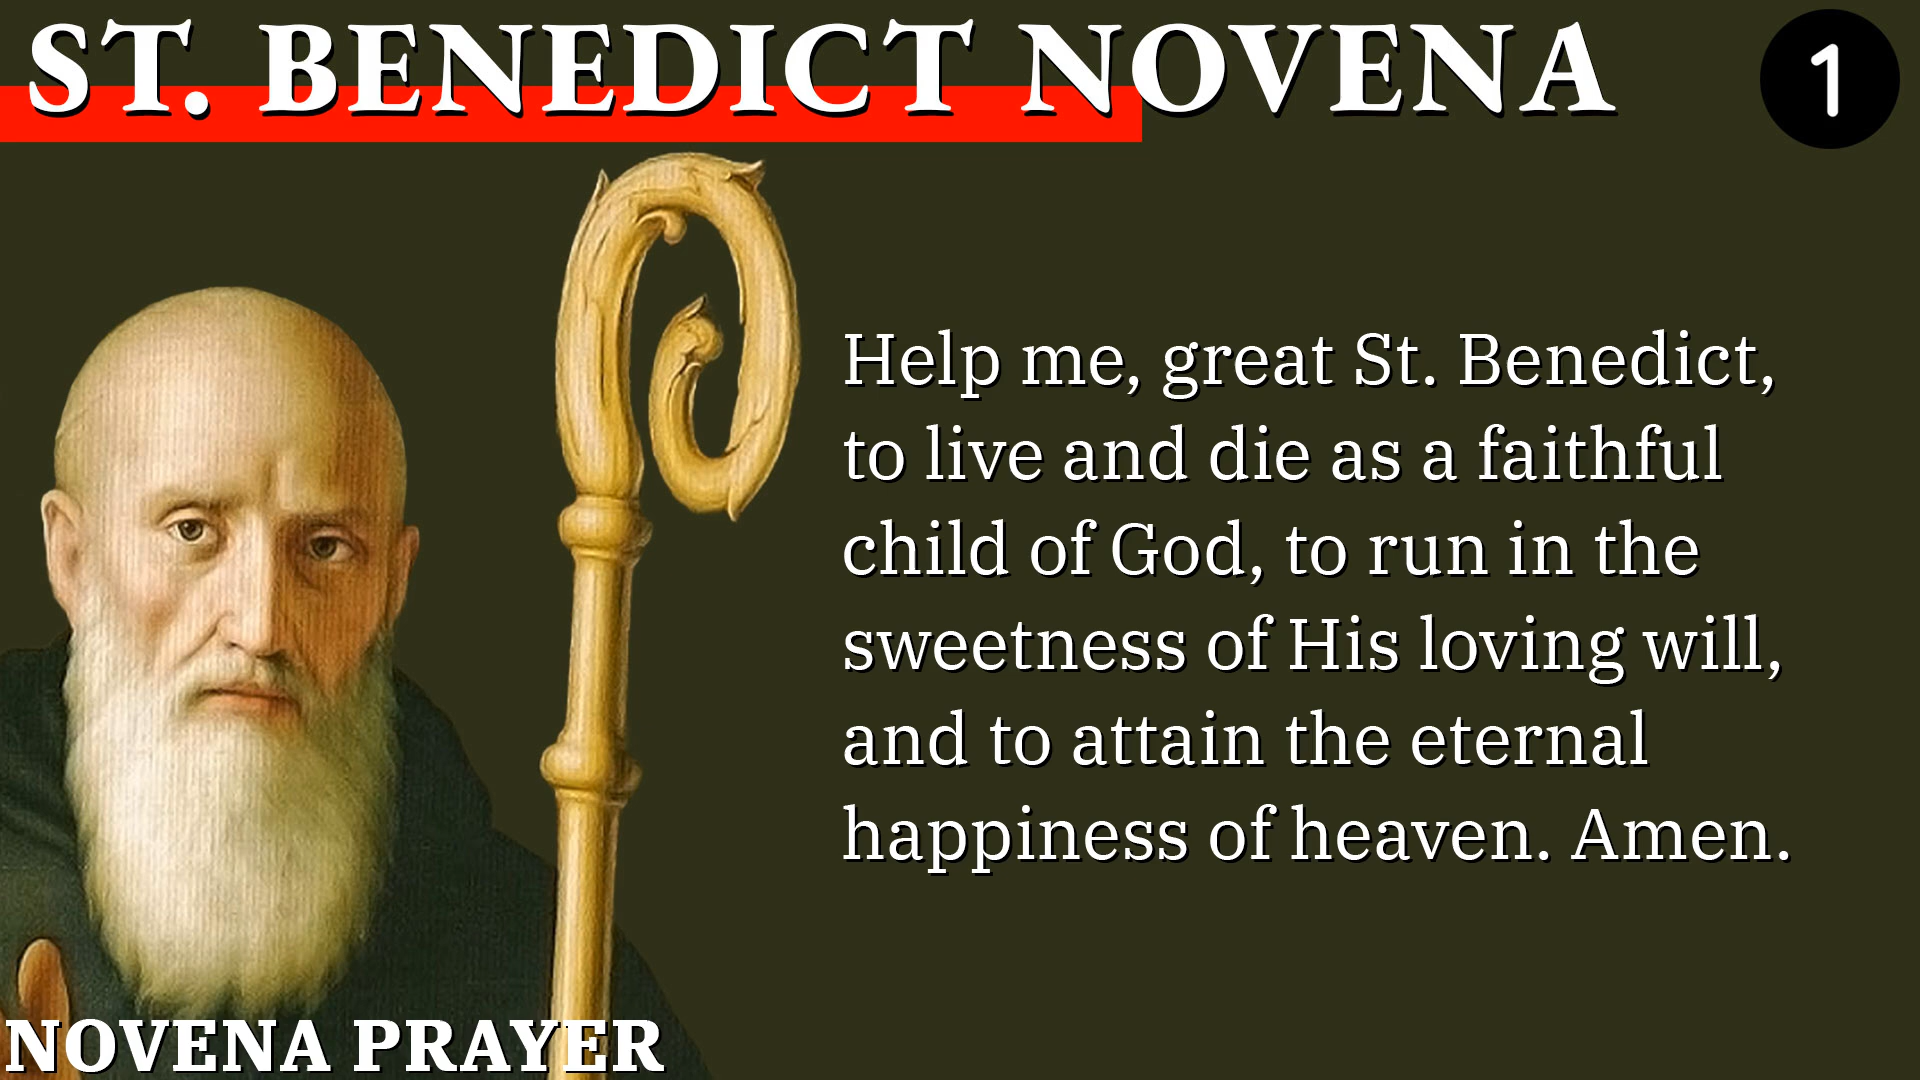 ST. BENEDICT NOVENA
1
Help me, great St. Benedict,
to live and die as a faithful
child of God, to run in the
sweetness of His loving will,
and to attain the eternal
happiness of heaven. Amen.
NOVENA PRAYER